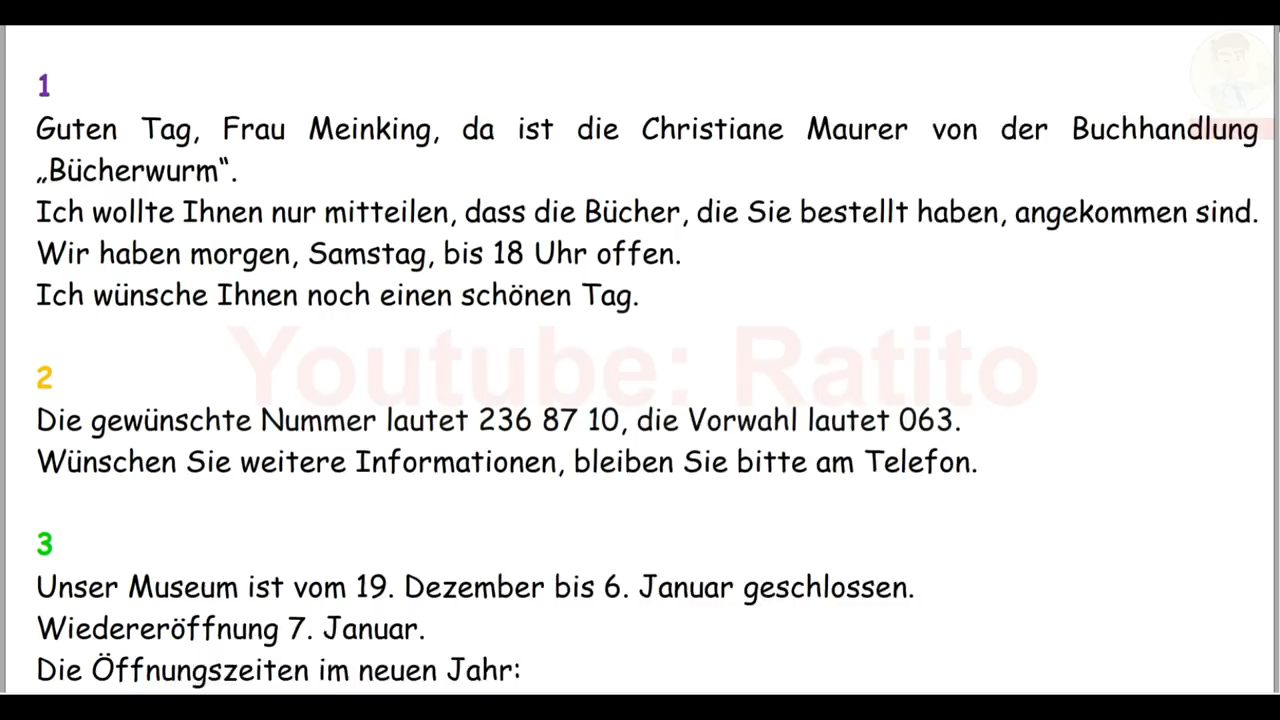 1
Guten Tag, Frau Meinking, da ist die Christiane Maurer von der Buchhandlung
„Bücherwurm“.
Ich wollte Ihnen nur mitteilen, dass die Bücher, die Sie bestellt haben, angekommen sind.
Wir haben morgen, Samstag, bis 18 Uhr offen.
Ich wünsche Ihnen noch einen schönen Tag.
Youtube: Ratito
2
Die gewünschte Nummer lautet 236 87 10, die Vorwahl lautet 063.
Wünschen Sie weitere Informationen, bleiben Sie bitte am Telefon.
3
Unser Museum ist vom 19. Dezember bis 6. Januar geschlossen.
Wiedereröffnung 7. Januar.
Die Öffnungszeiten im neuen Jahr: